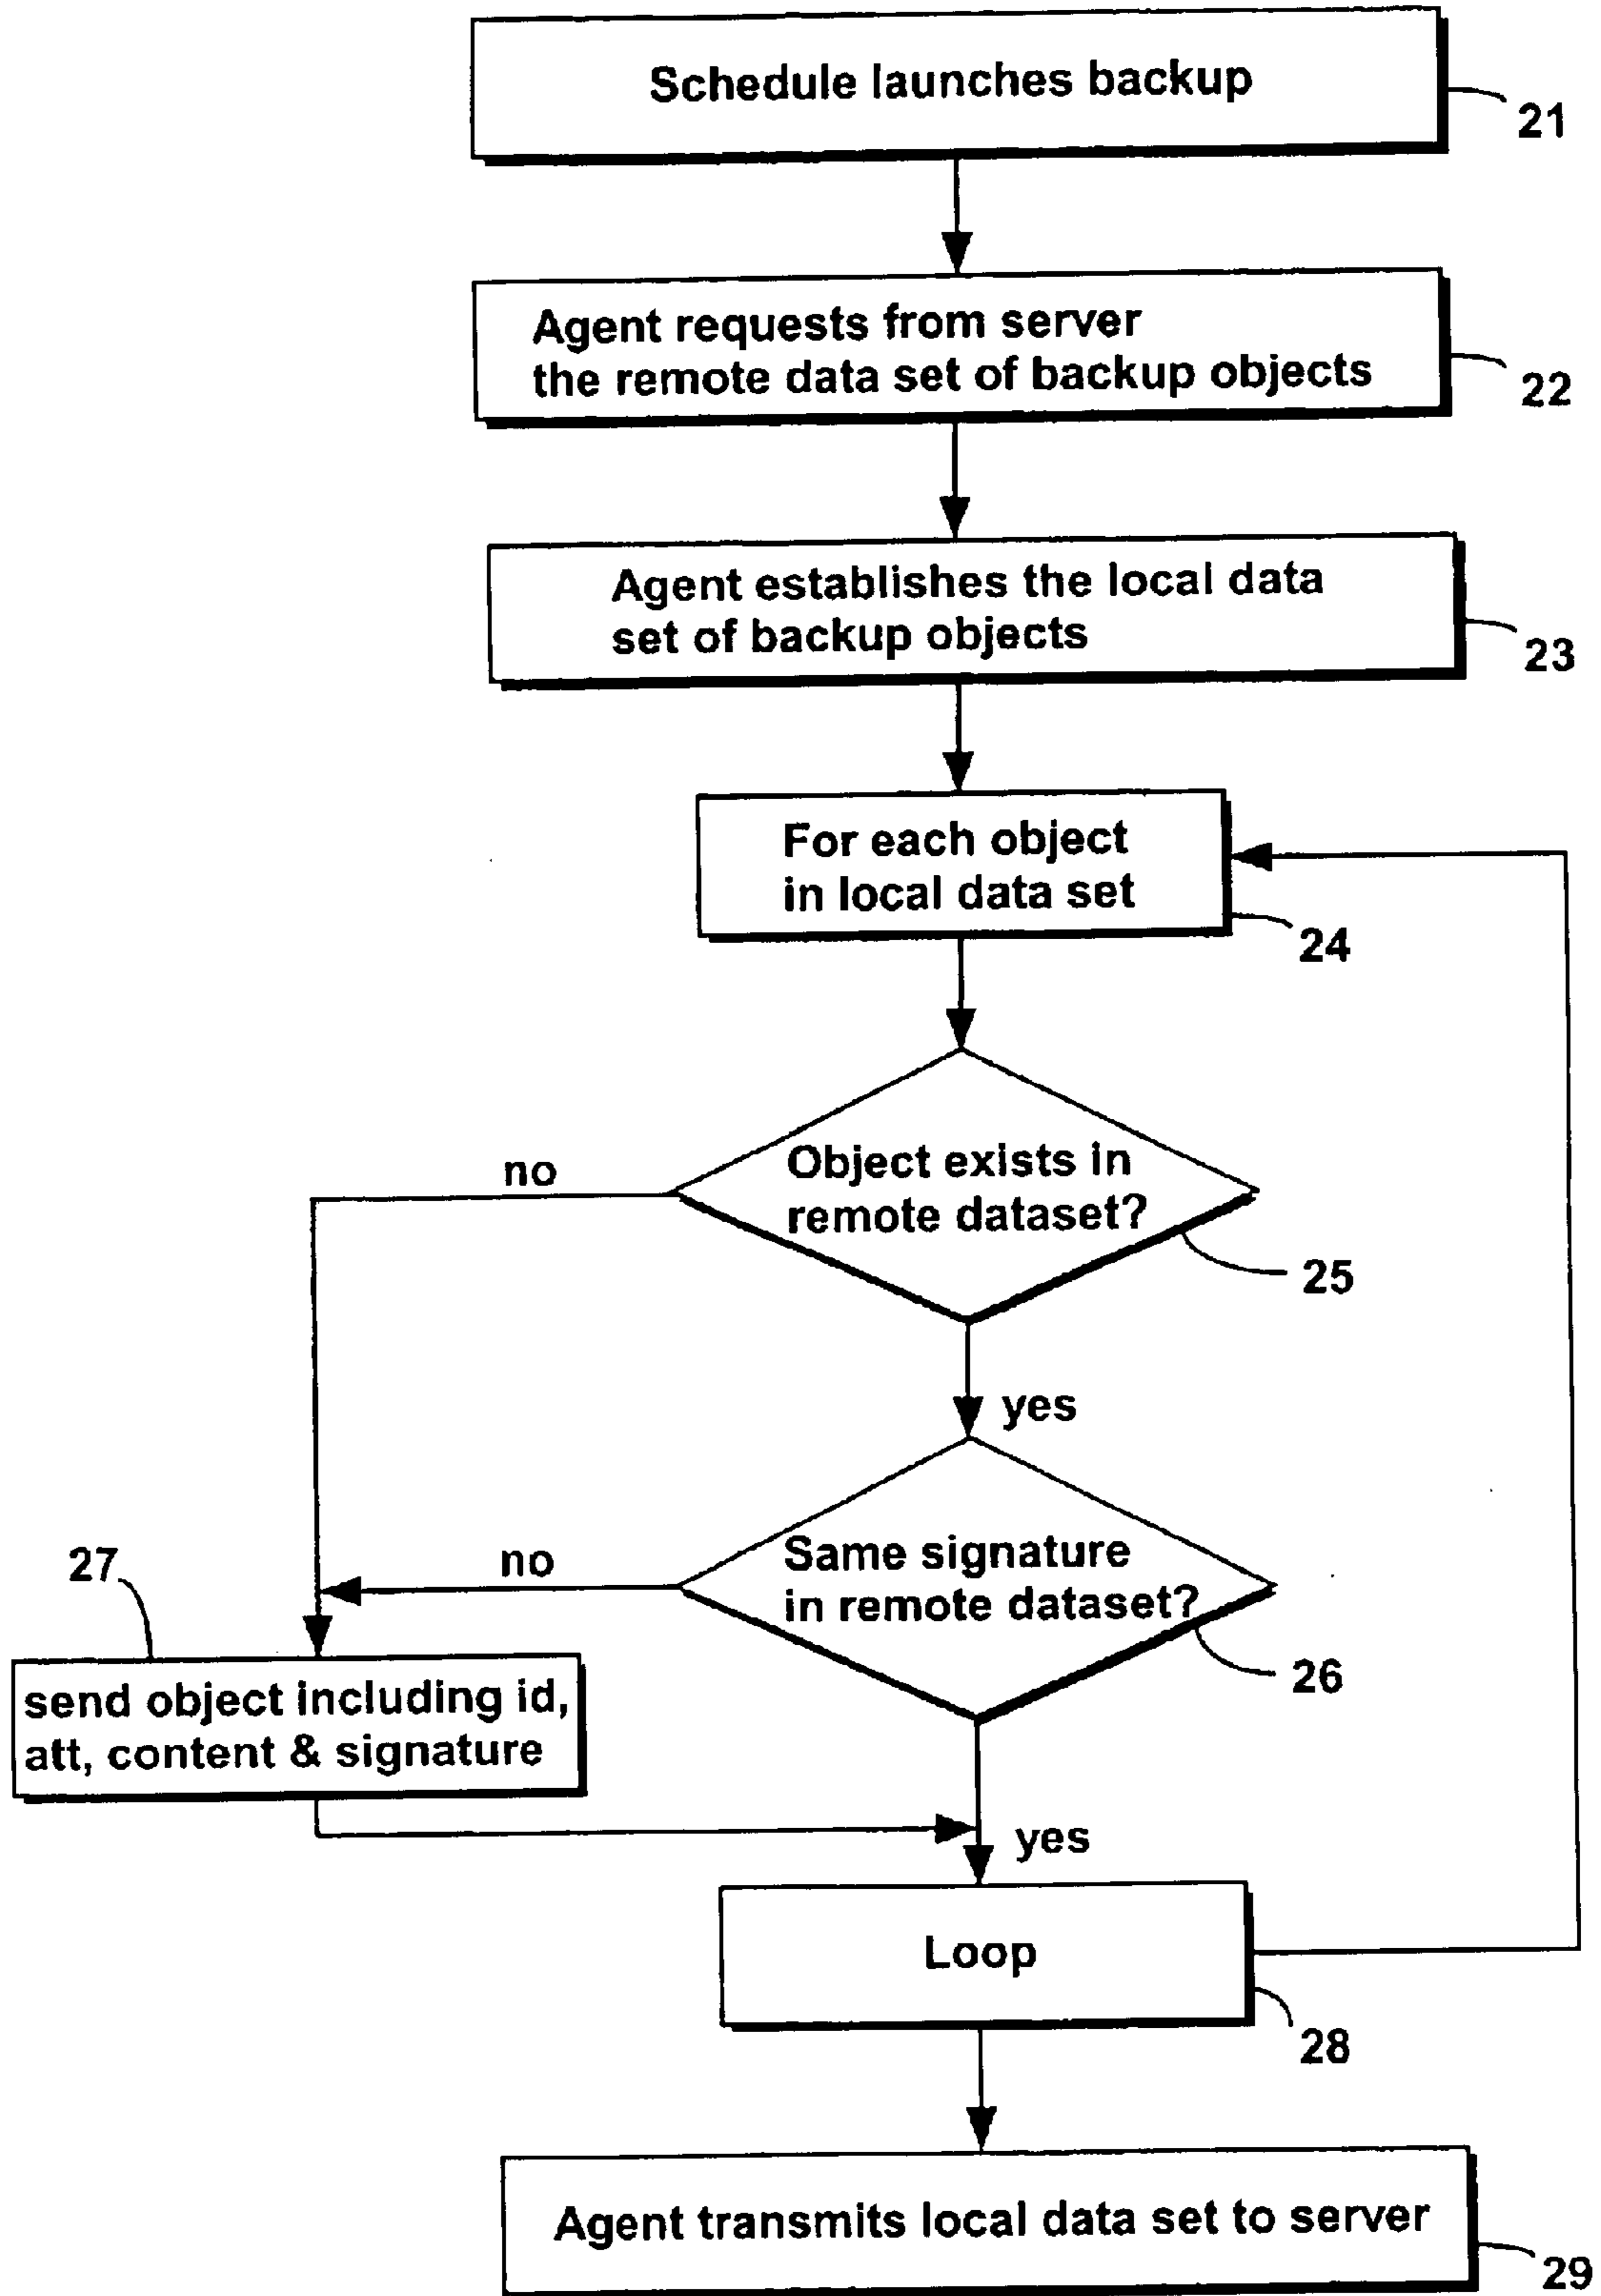 Schedule launches backup
21
Agent requests from server
the remote data set of backup objects
22
Agent establishes the local data
set of backup objects
23
For each object
in local data set
24
no
Object exists in
remote dataset?
25
yes
27
no
Same signature
in remote dataset?
26
send object including id,
att, content & signature
yes
Loop
28
Agent transmits local data set to server
29